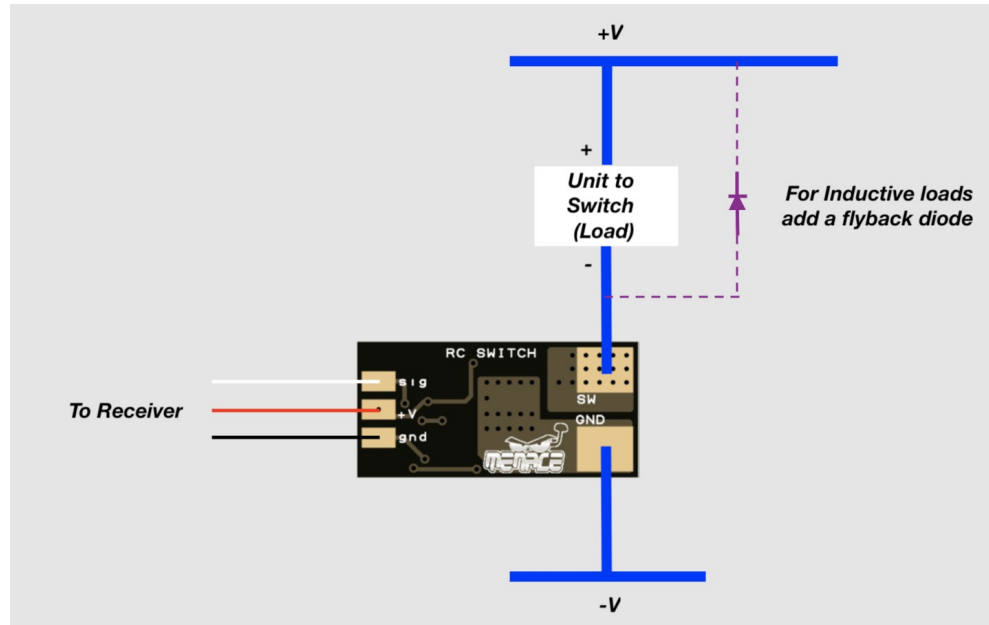 +V
+
Unit to
Switch
(Load)
-
For Inductive loads
add a flyback diode
RC SWITCH
sig
+V
gnd
To Receiver
SW
GND
MENACE
-V